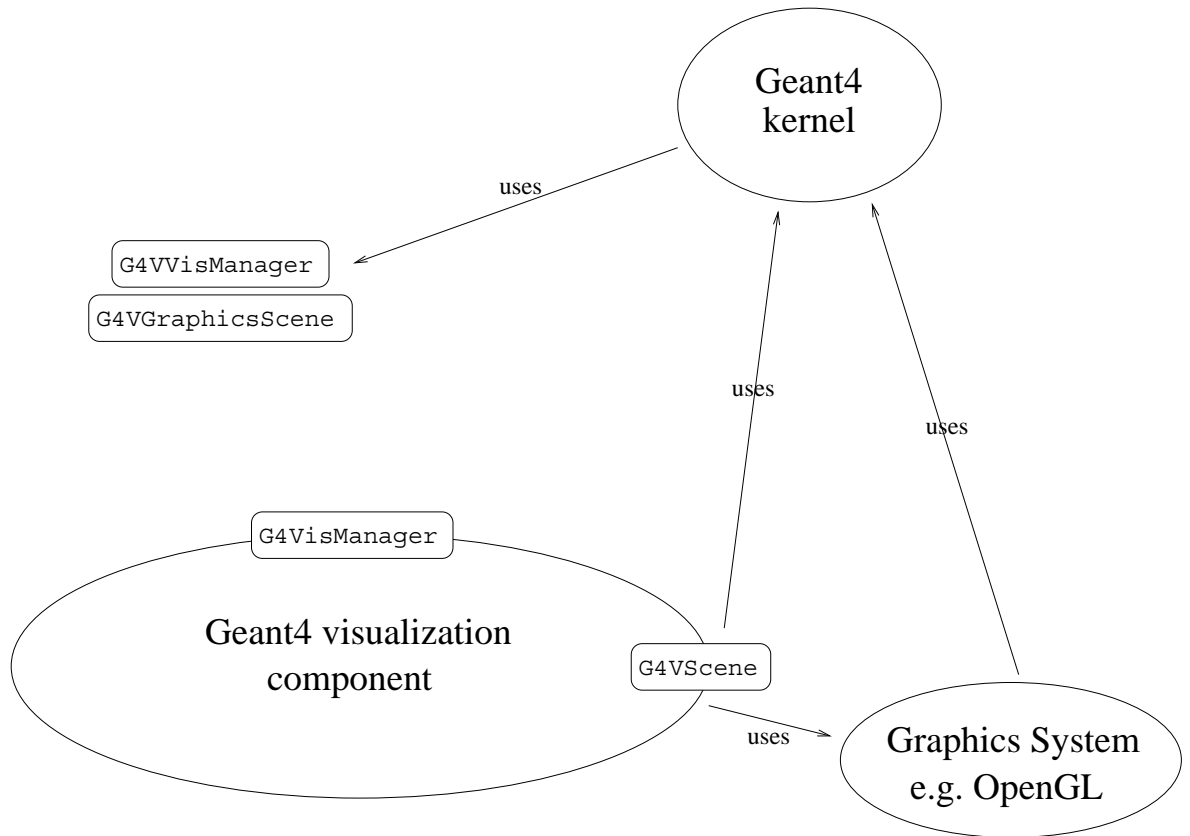 Geant4
kernel
uses
G4VVisManager
G4VGraphicsScene
uses
uses
G4VisManager
Geant4 visualization
component
G4VScene
uses
Graphics System
e.g. OpenGL